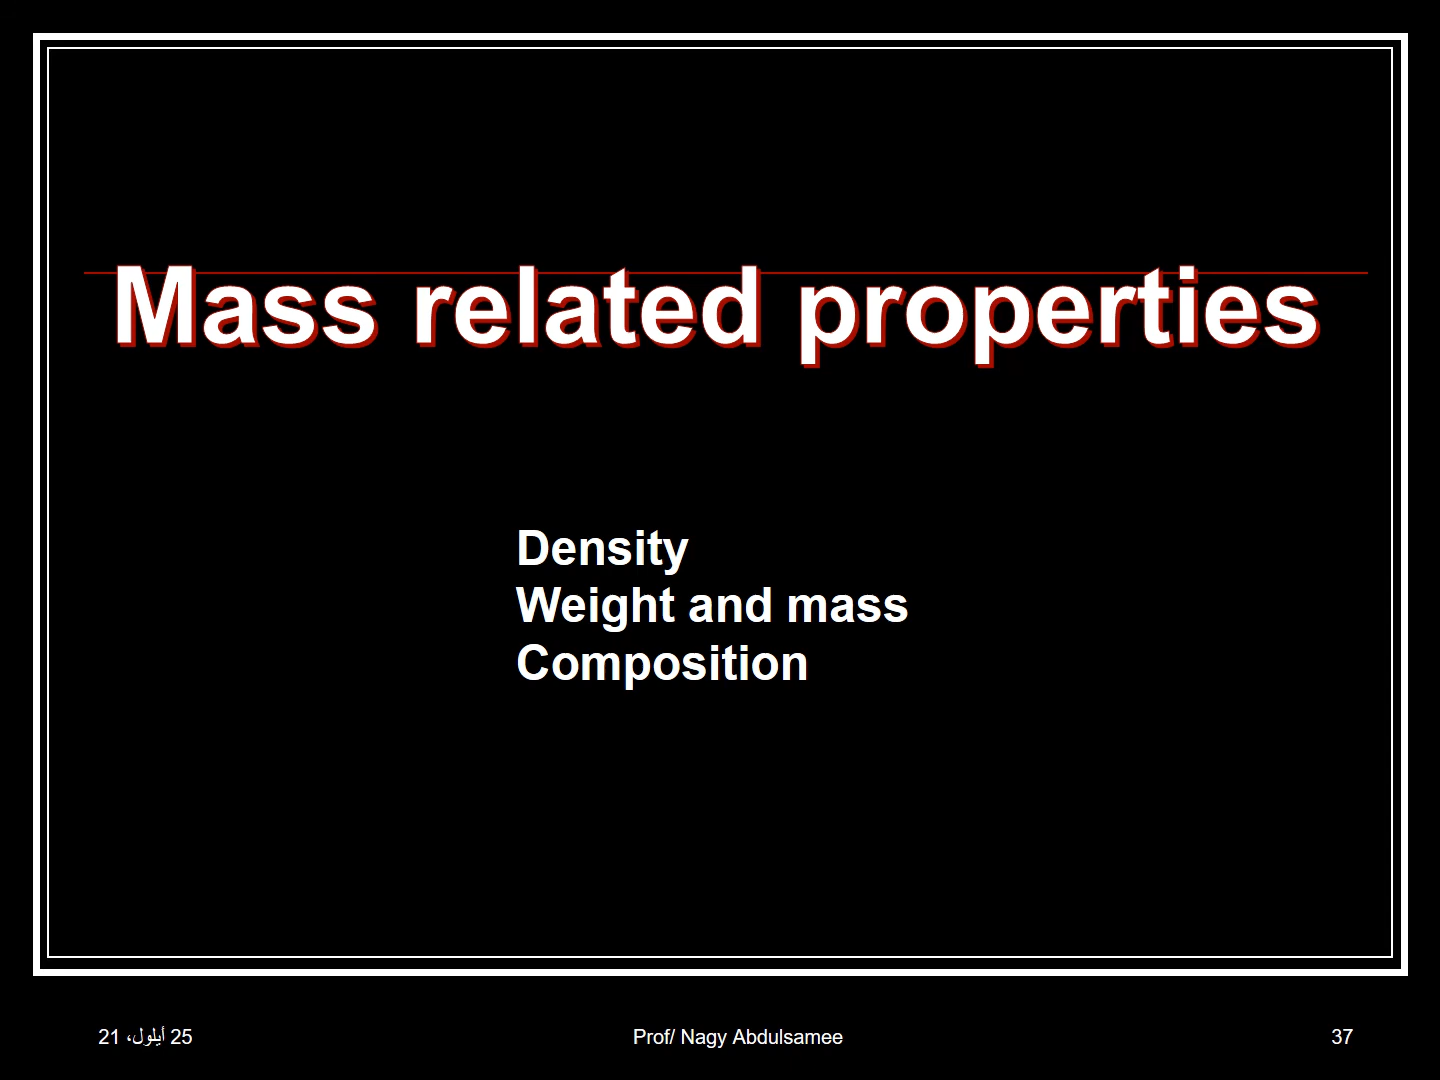 Mass related properties
Density
Weight and mass
Composition
25 أيلول، 21
Prof/ Nagy Abdulsamee
37